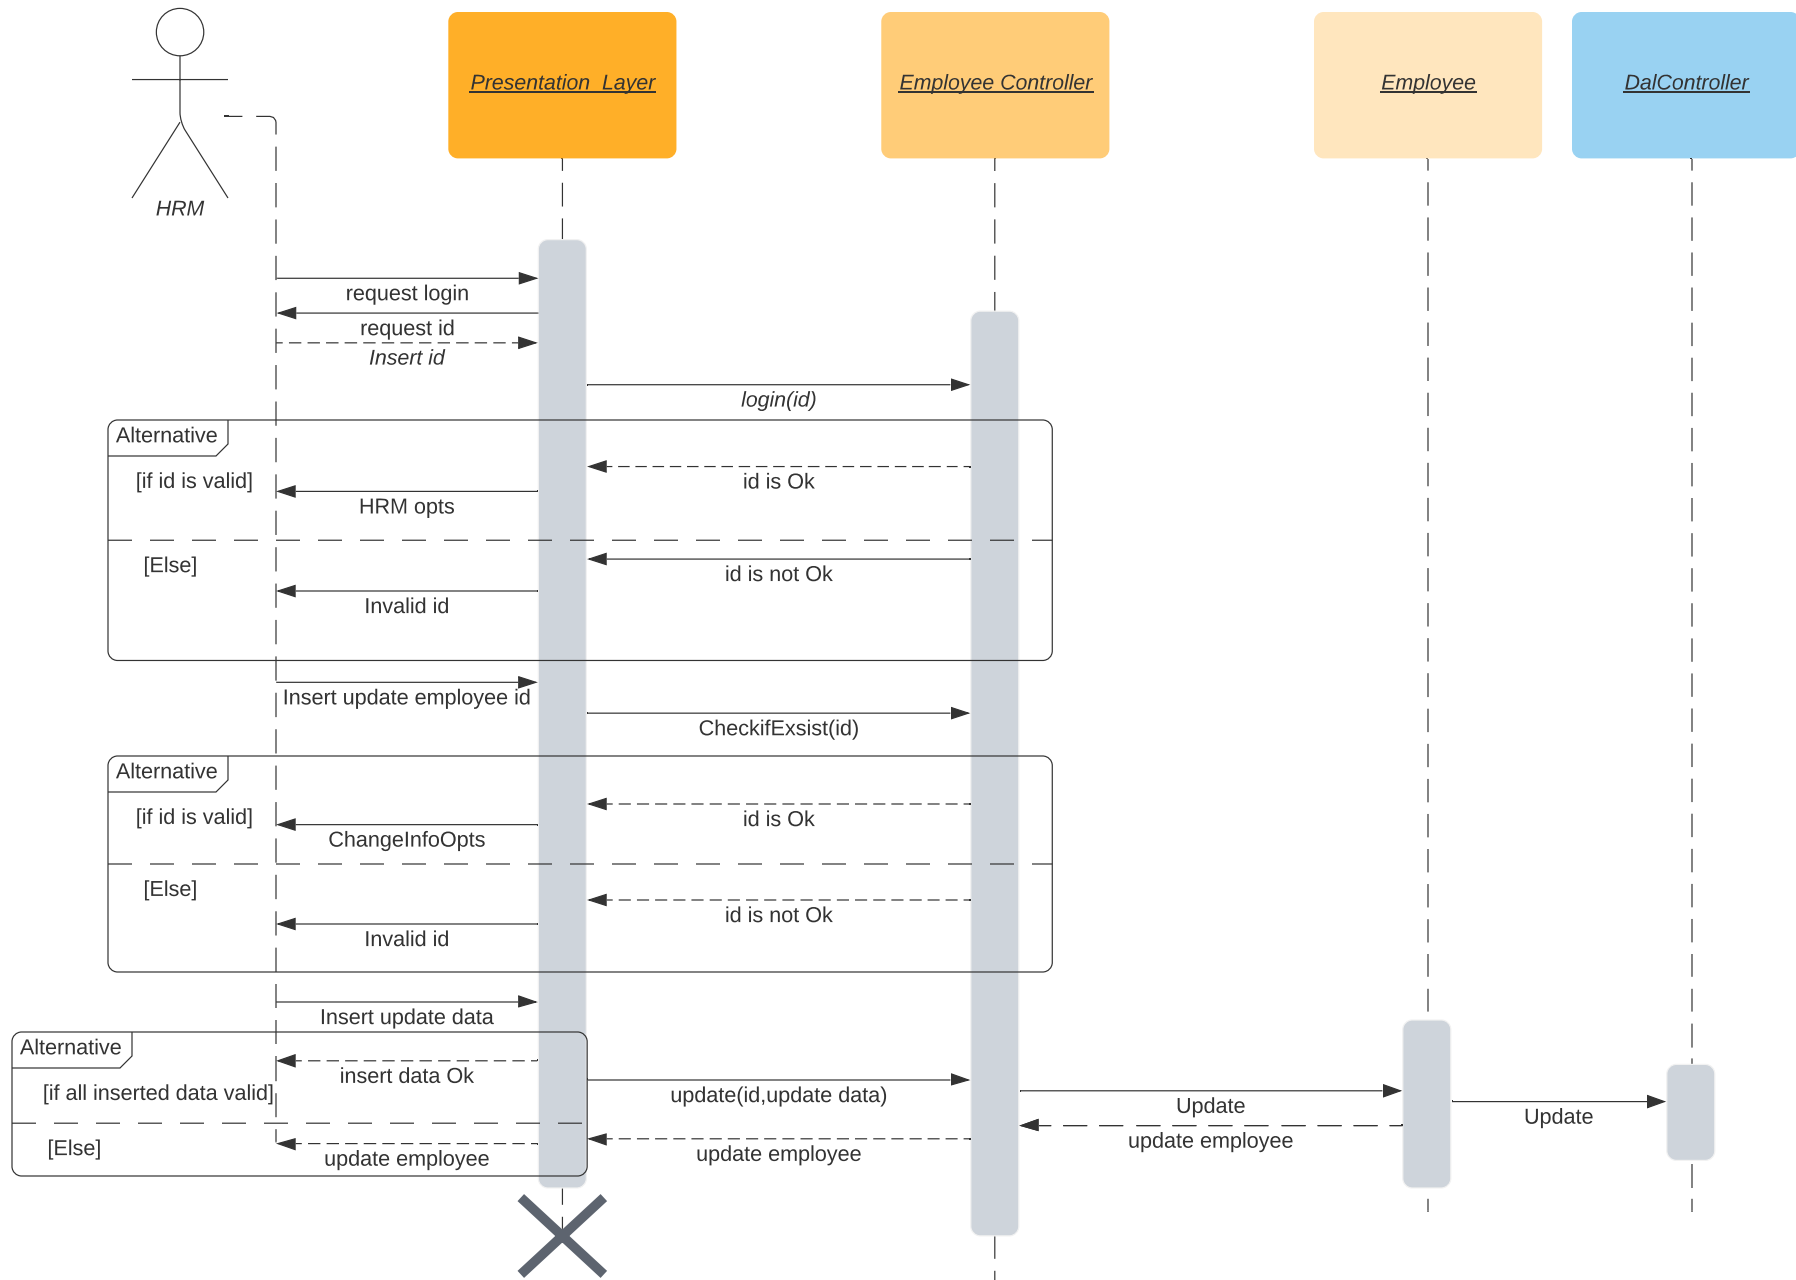 Presentation Layer
Employee Controller
Employee
DalController
HRM
request login
request id
Insert id
login(id)
Alternative
[if id is valid]
id is Ok
HRM opts
[Else]
id is not Ok
Invalid id
Insert update employee id
CheckifExsist(id)
Alternative
[if id is valid]
id is Ok
ChangeInfoOpts
[Else]
id is not Ok
Invalid id
Insert update data
Alternative
insert data Ok
[if all inserted data valid]
update(id,update data)
Update
Update
update employee
[Else]
update employee
update employee